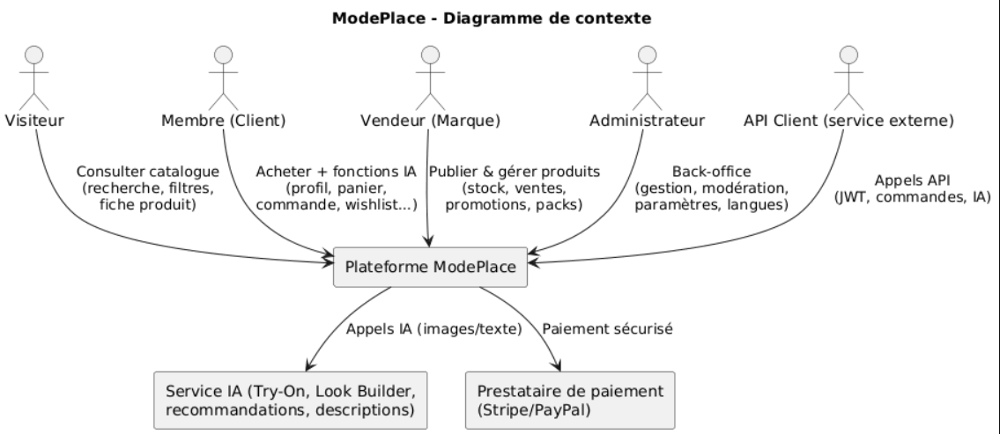 ModePlace - Diagramme de contexte
Visiteur
Membre (Client)
Vendeur (Marque)
Administrateur
API Client (service externe)
Consulter catalogue
(recherche, filtres,
fiche produit)
Acheter + fonctions IA
(profil, panier,
commande, wishlist...)
Publier & gérer produits
(stock, ventes,
promotions, packs)
Back-office
(gestion, modération,
paramètres, langues)
Appels API
(JWT, commandes, IA)
Plateforme ModePlace
Appels IA (images/texte)
Paiement sécurisé
Service IA (Try-On, Look Builder,
recommandations, descriptions)
Prestataire de paiement
(Stripe/PayPal)